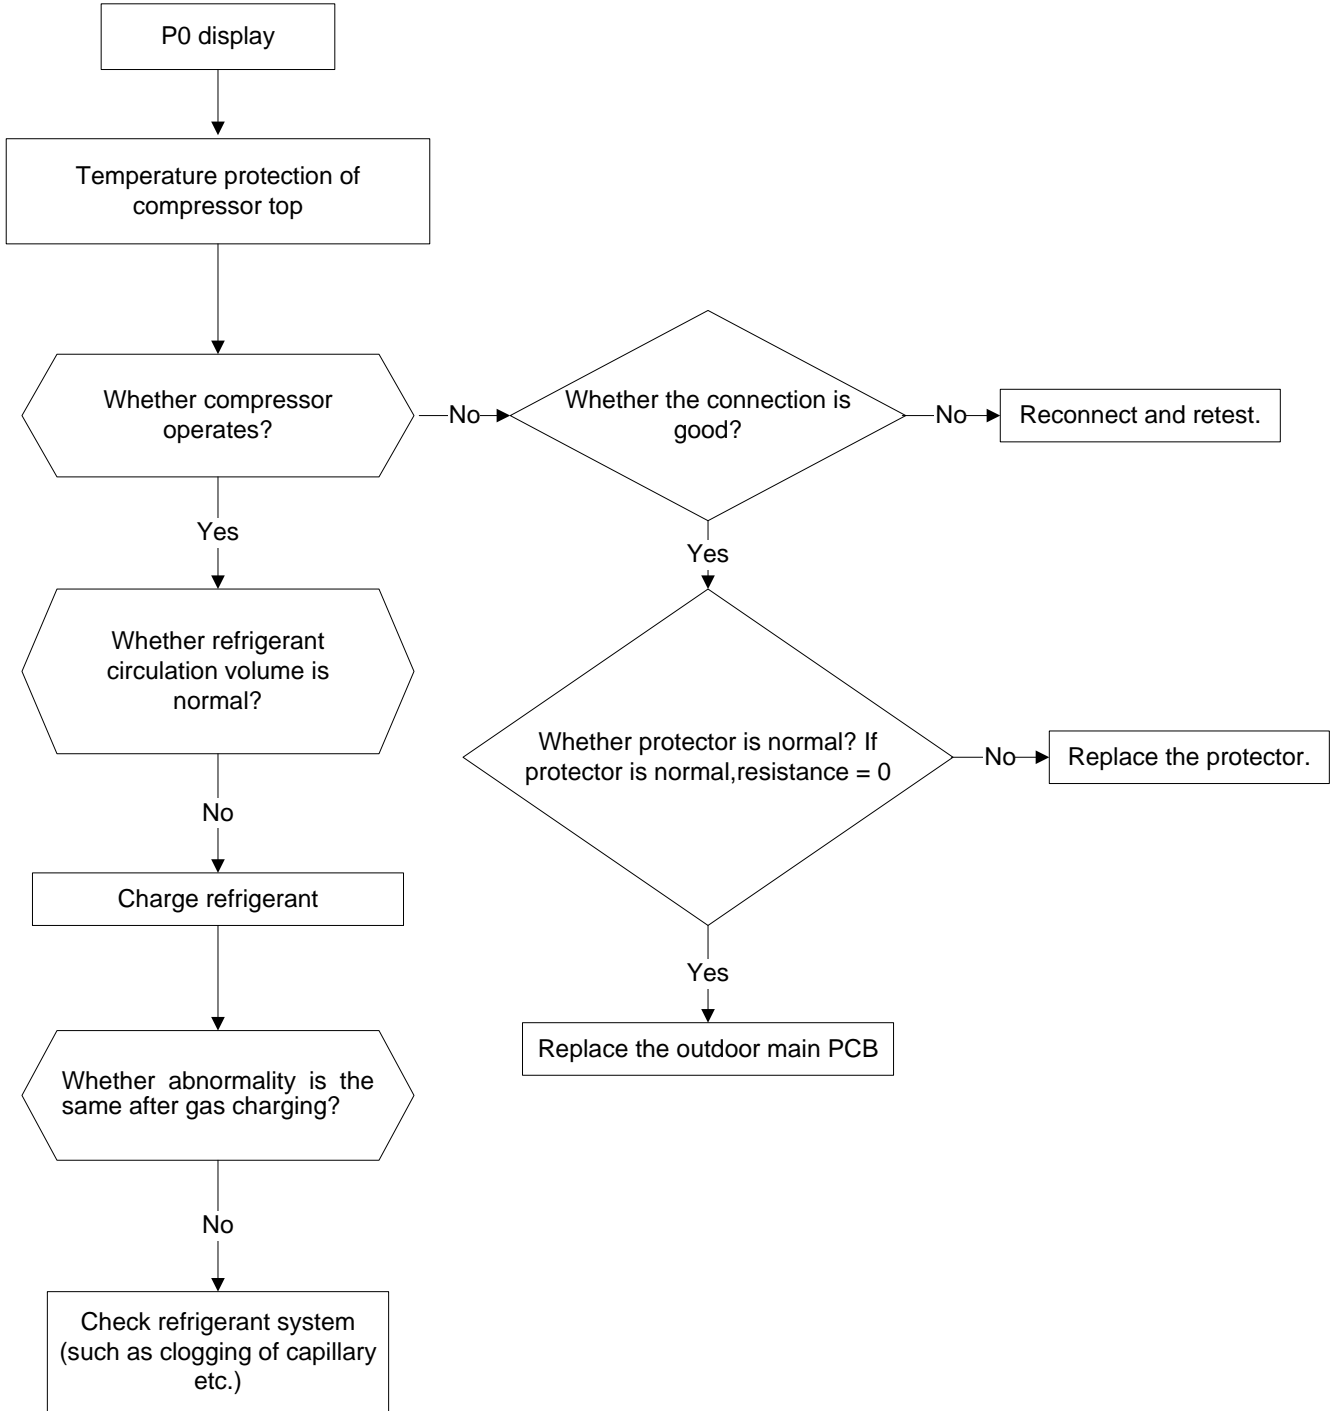 P0 display
Temperature protection of
compressor top
Whether compressor
operates?
No
Whether the connection is
good?
No
Reconnect and retest.
Yes
Yes
Whether refrigerant
circulation volume is
normal?
Whether protector is normal? If
protector is normal,resistance = 0
No
Replace the protector.
No
Charge refrigerant
Yes
Replace the outdoor main PCB
Whether abnormality is the
same after gas charging?
No
Check refrigerant system
(such as clogging of capillary
etc.)